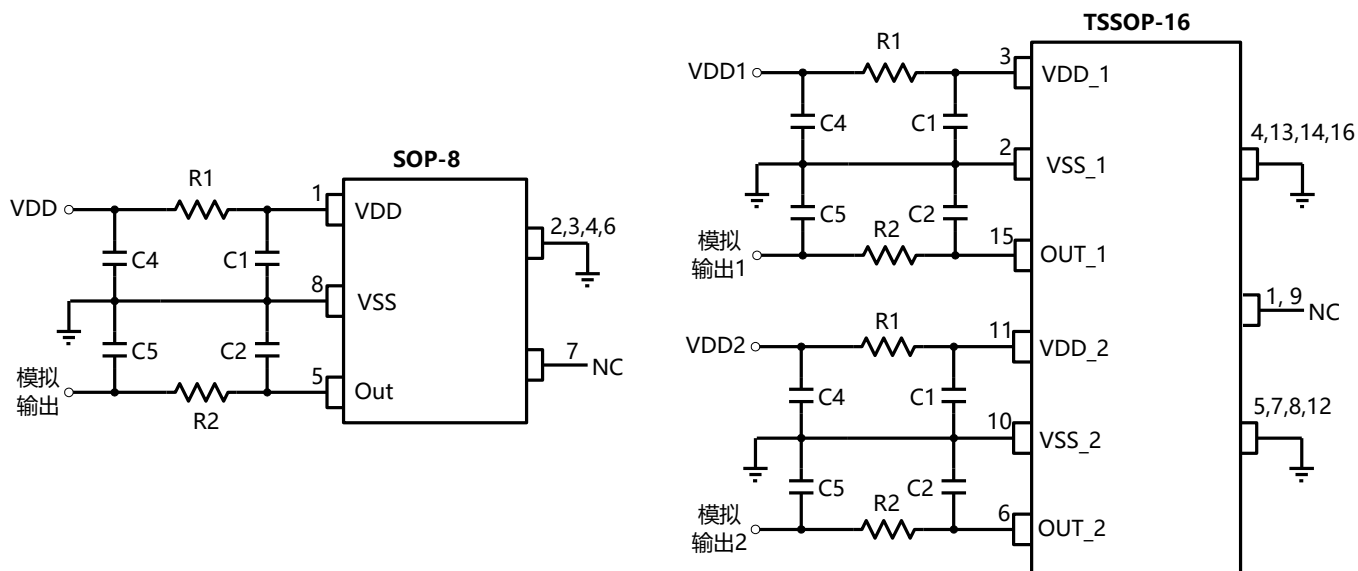 SOP-8
VDD
R1
1
VDD
C4
C1
2,3,4,6
8
VSS
C5
C2
7
NC
模拟
输出
R2
5
Out
TSSOP-16
VDD1
R1
3
VDD_1
C4
C1
2
VSS_1
4,13,14,16
C5
C2
模拟
输出1
R2
15
OUT_1
1, 9
NC
VDD2
R1
11
VDD_2
C4
C1
10
VSS_2
5,7,8,12
C5
C2
模拟
输出2
R2
6
OUT_2